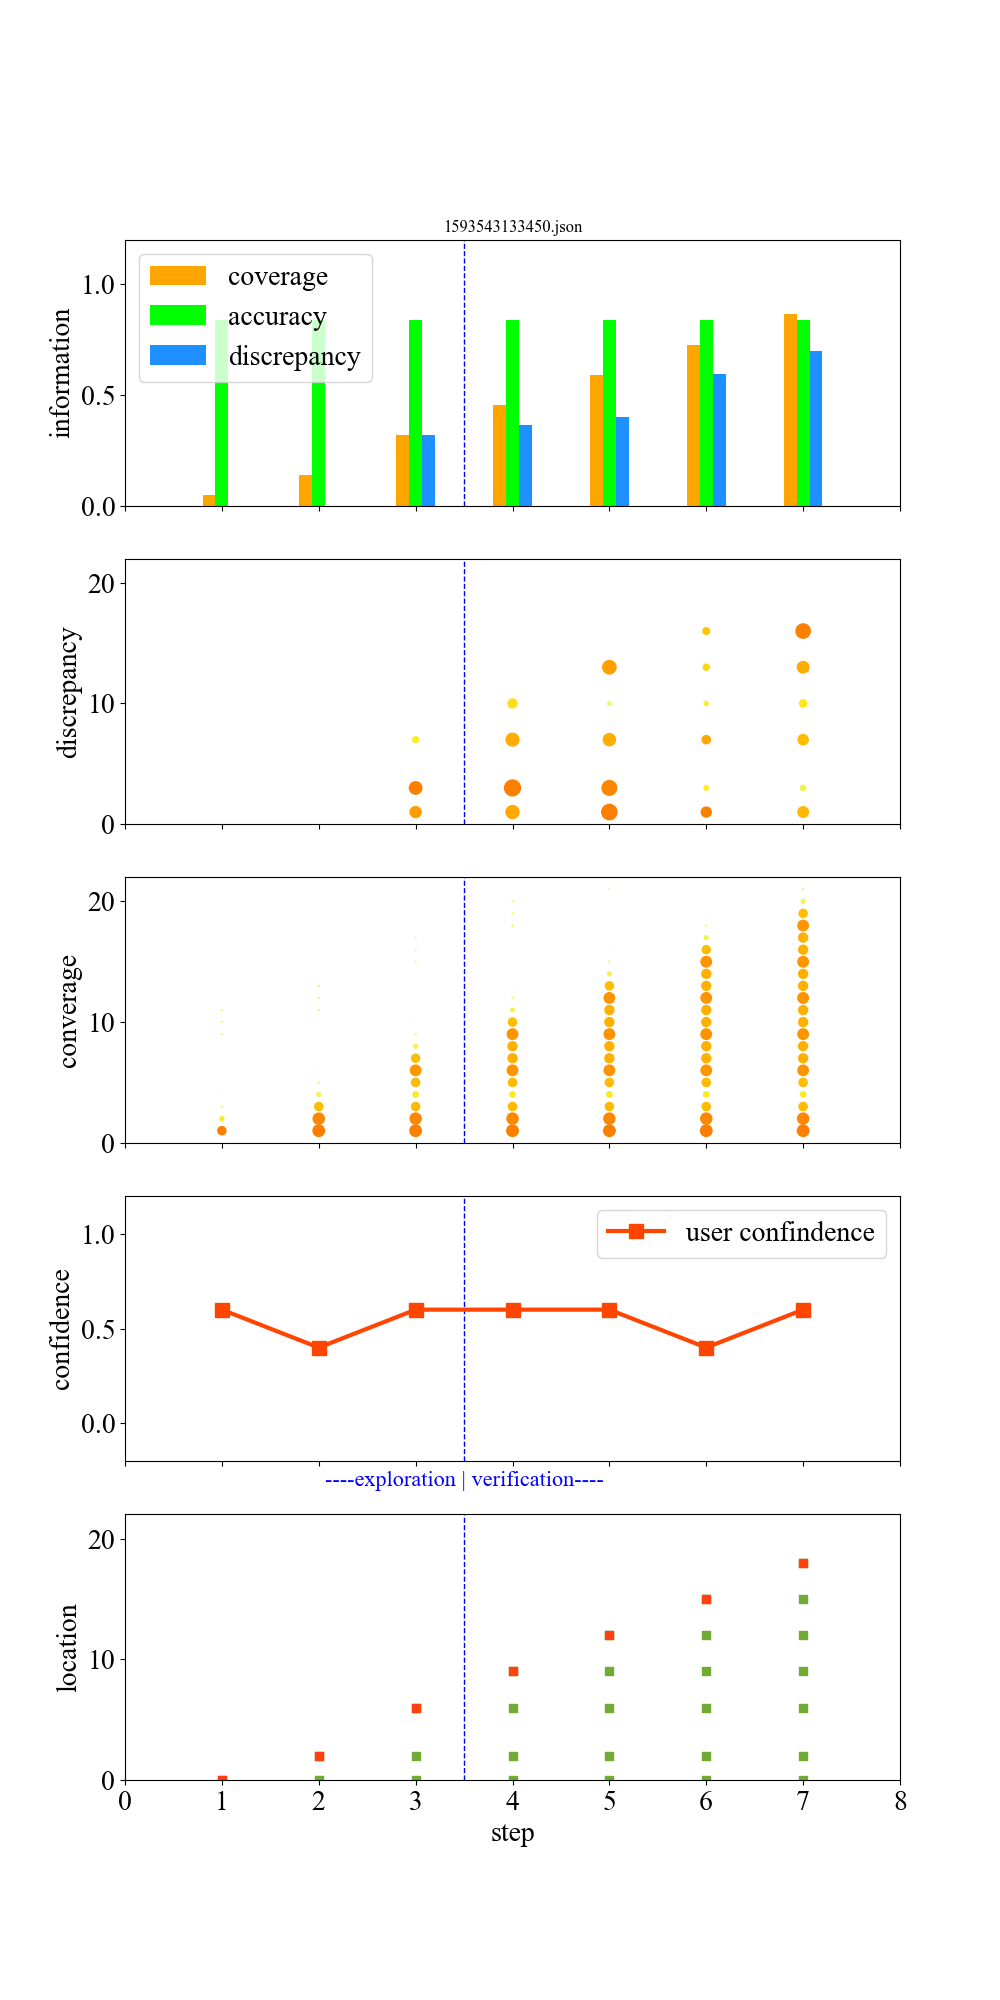 1593543133450.json
coverage
accuracy
discrepancy
information
1.0
0.5
0.0
discrepancy
20
10
0
converage
20
10
0
user confindence
confidence
1.0
0.5
0.0
----exploration | verification----
location
20
10
0
0 1 2 3 4 5 6 7 8
step